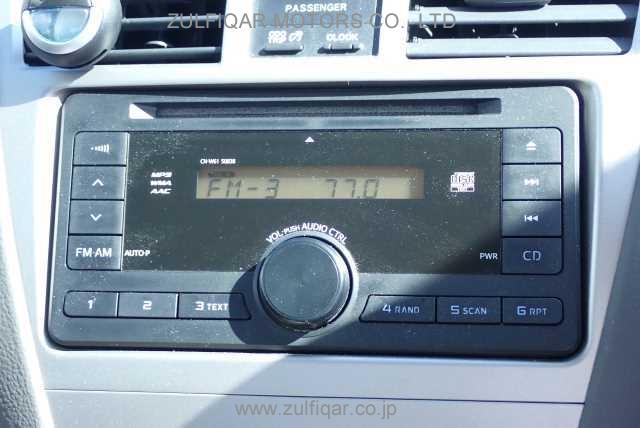 ZULFIQAR MOTORS CO., LTD
PASSENGER
ODO TRIP
CLOCK
CN-W61
MP3
WMA
AAC
FM-3 77.0
VOL-PUSH AUDIO CTRL
FM·AM
AUTO-P
PWR
CD
1
2
3 TEXT
4 RAND
5 SCAN
6 RPT
www.zulfiqar.co.jp